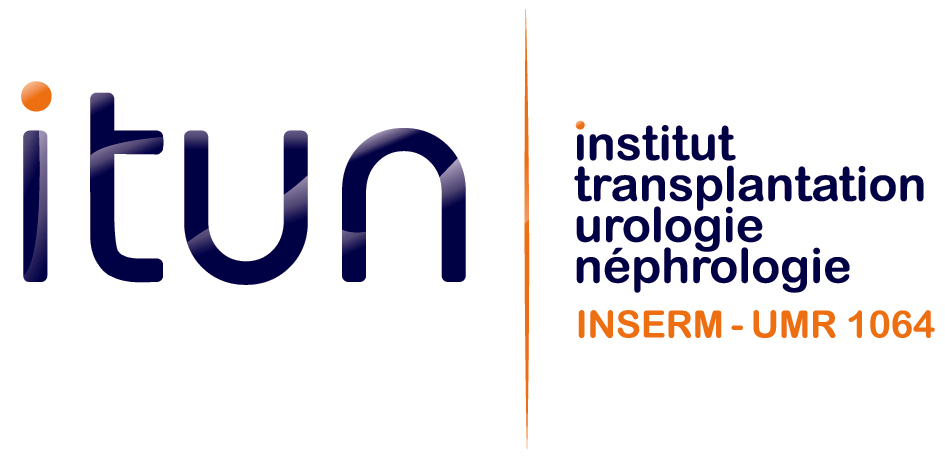 itun
institut
transplantation
urologie
néphrologie
INSERM - UMR 1064